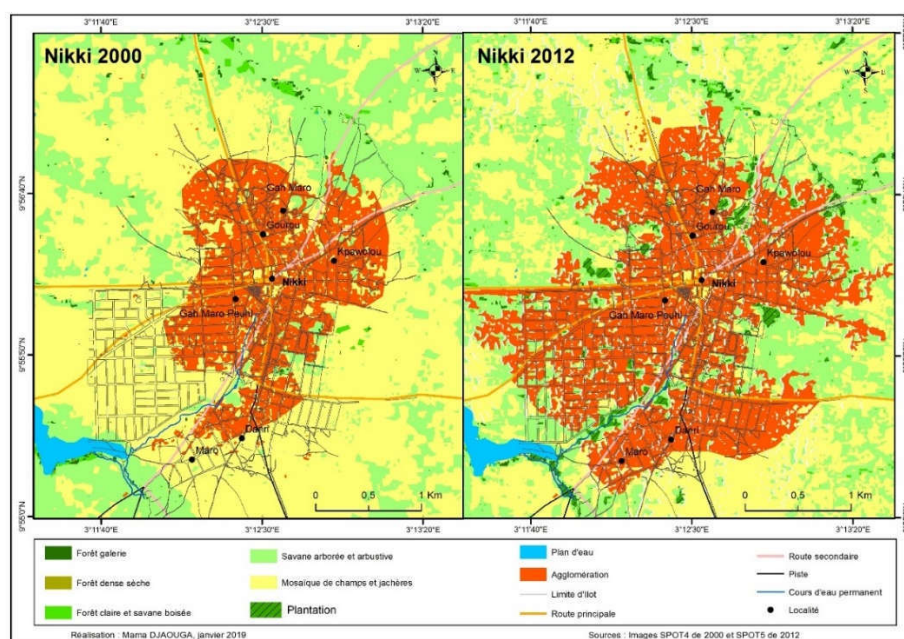 3°11'40"E 3°12'30"E 3°13'20"E 3°11'40"E 3°12'30"E 3°13'20"E
Nikki 2000
Nikki 2012
9°56'40"N
9°55'50"N
9°55'0"N
Gah Maro
Gourou
Kpawolou
Nikki
Gah Maro Peuhl
Danri
Maro
0 0,5 1 Km
Gah Maro
Gourou
Kpawolou
Nikki
Gah Maro Peuhl
Danri
Maro
0 0,5 1 Km
3°11'40"E 3°12'30"E 3°13'20"E 3°11'40"E 3°12'30"E 3°13'20"E
Forêt galerie
Forêt dense sèche
Forêt claire et savane boisée
Savane arborée et arbustive
Mosaïque de champs et jachères
Plantation
Plan d'eau
Agglomération
Limite d'îlot
Route principale
Route secondaire
Piste
Cours d'eau permanent
Localité
Réalisation : Mama DJAOUGA, janvier 2019
Sources : Images SPOT4 de 2000 et SPOT5 de 2012